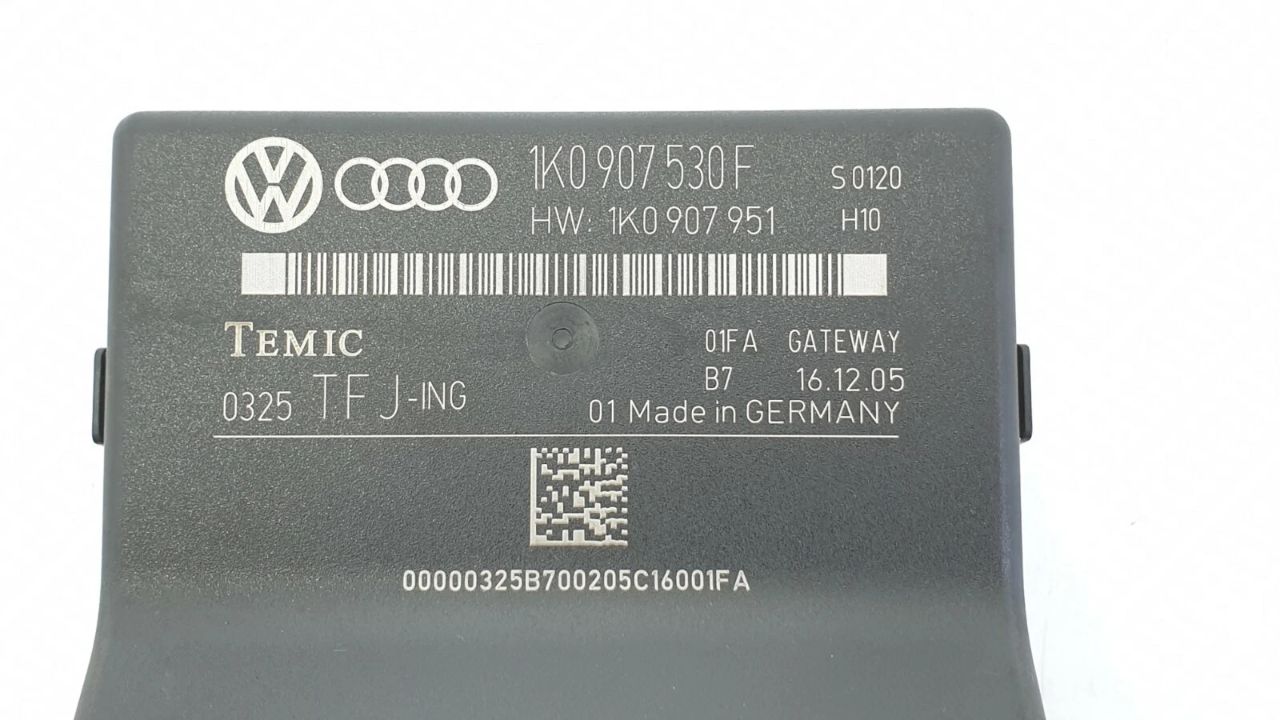 1K0 907 530 F S 0120
HW: 1K0 907 951 H10
TEMIC 01FA GATEWAY
B7 16.12.05
0325 TFJ-ING 01 Made in GERMANY
00000325B700205C16001FA